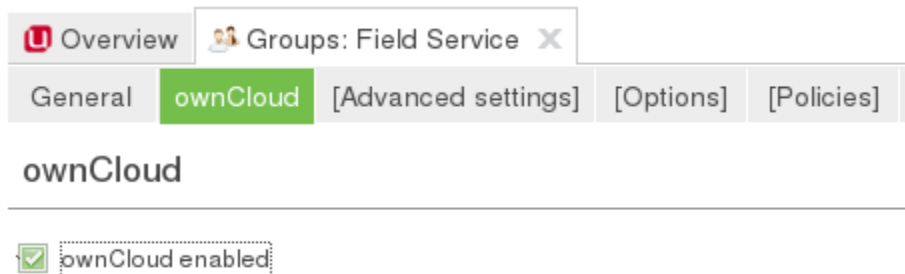 Overview Groups: Field Service
General ownCloud [Advanced settings] [Options] [Policies]
ownCloud
ownCloud enabled